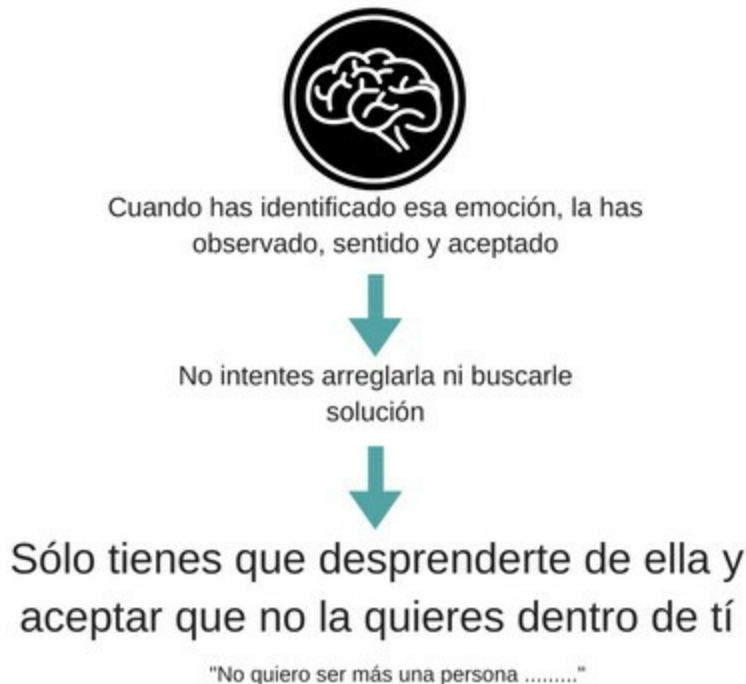 Cuando has identificado esa emoción, la has
observado, sentido y aceptado
No intentes arreglarla ni buscarle
solución
Sólo tienes que desprenderte de ella y
aceptar que no la quieres dentro de tí
"No quiero ser más una persona ........."